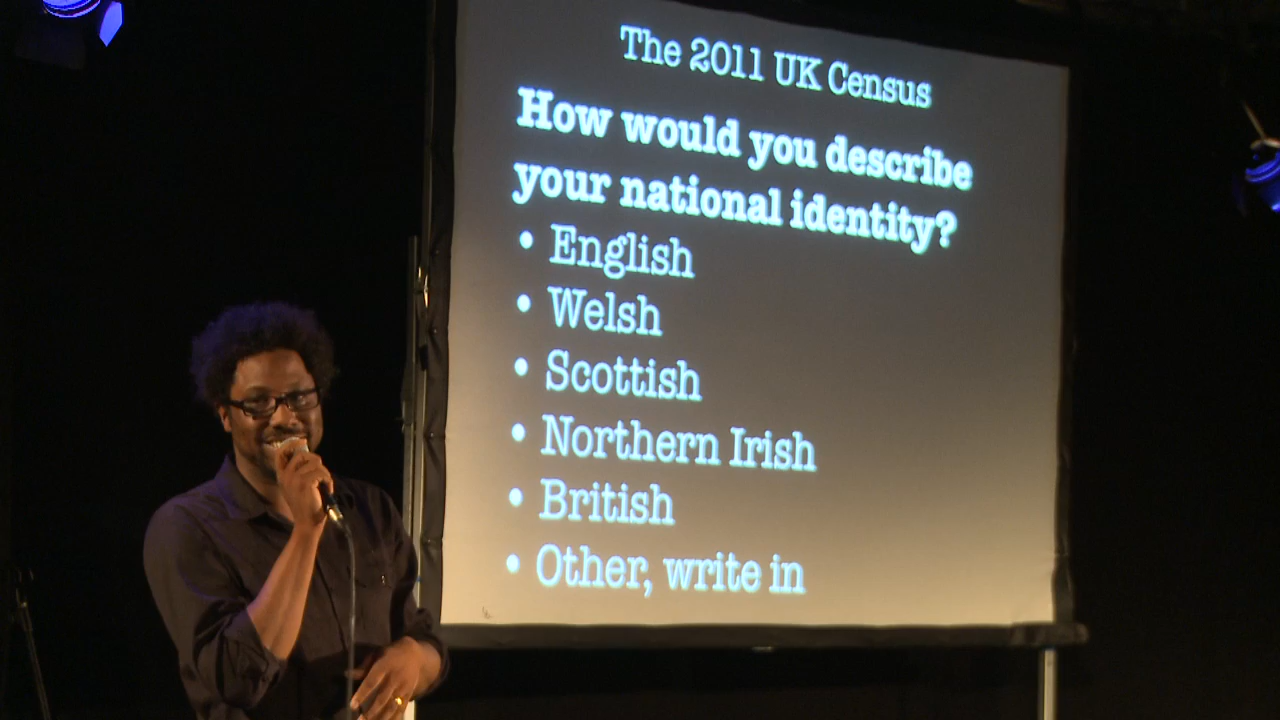 The 2011 UK Census
How would you describe
your national identity?
• English
• Welsh
• Scottish
• Northern Irish
• British
• Other, write in